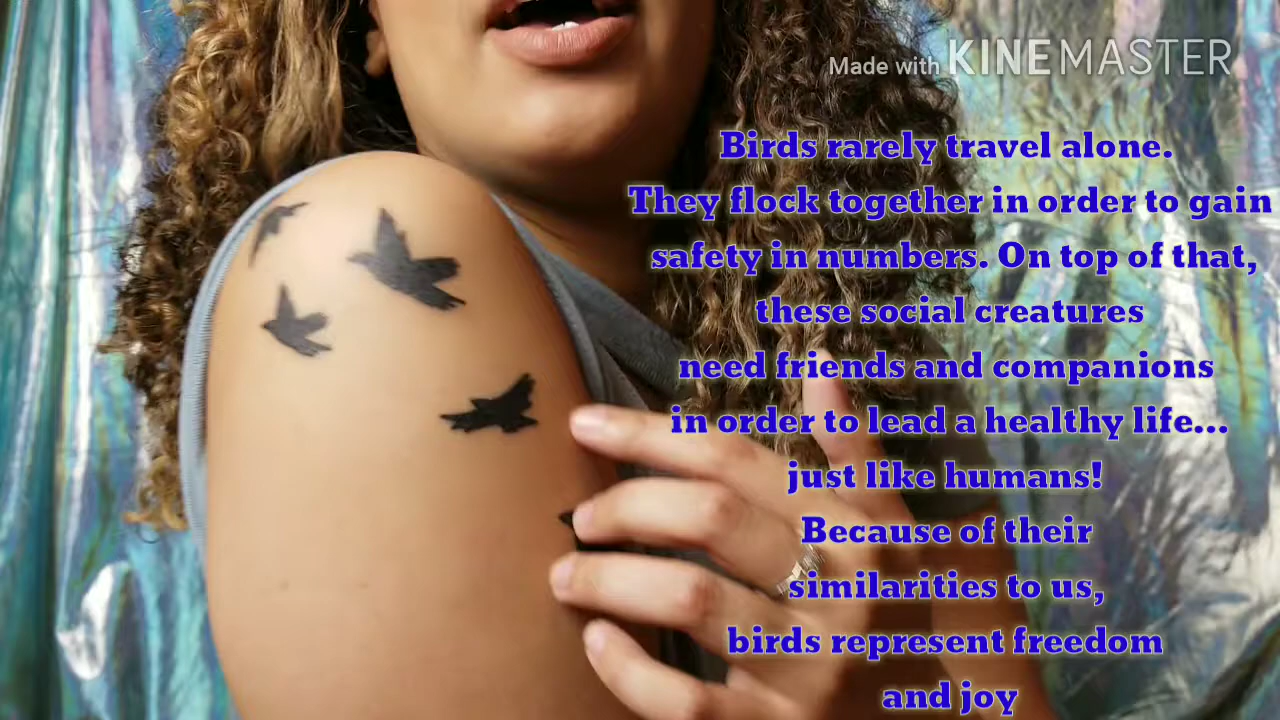 Made with KINEMASTER
Birds rarely travel alone.
They flock together in order to gain
safety in numbers. On top of that,
these social creatures
need friends and companions
in order to lead a healthy life...
just like humans!
Because of their
similarities to us,
birds represent freedom
and joy